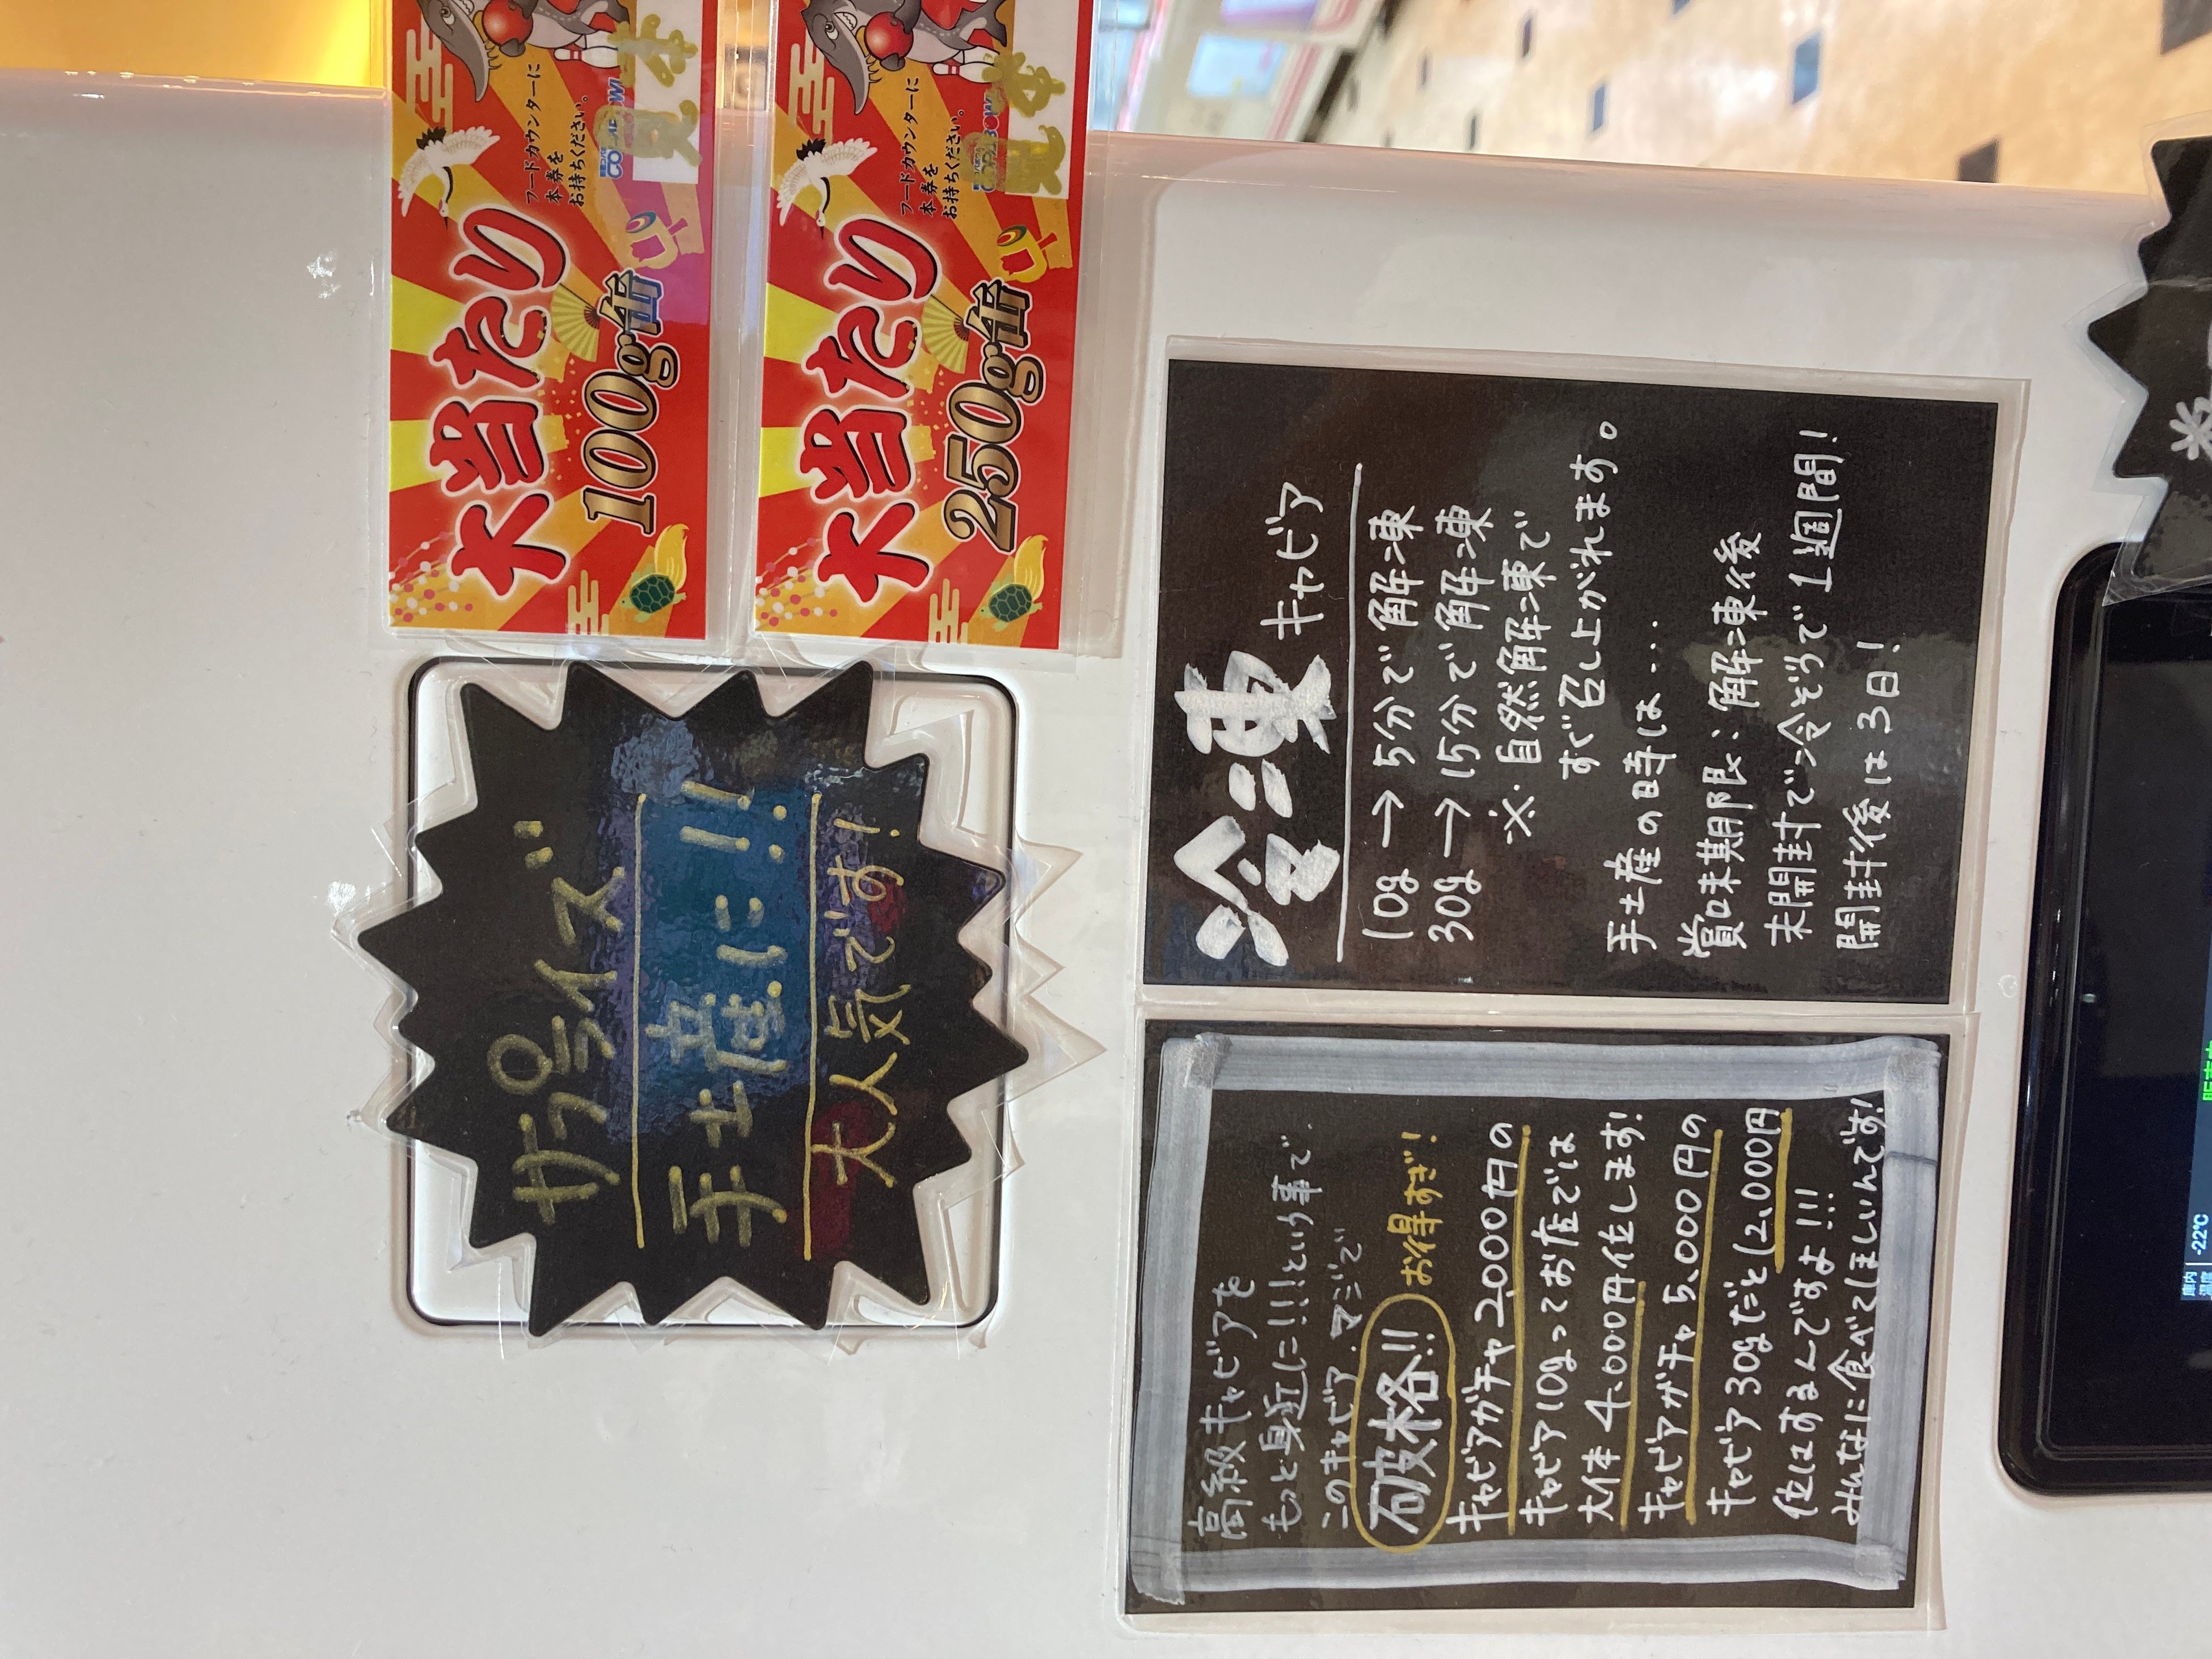 サプライズ
手土産に!!
大人気です!
大当たり
100g缶
フードカウンターに
本券を
お持ちください。
大当たり
250g缶
フードカウンターに
本券を
お持ちください。
高級キャビアを
もっと身近に!!!という事で
このキャビア、マジで
破格!! お得すぎ!
キャビアガチャ2,000円の
キャビア10gってお店では
大体4,000円位します!
キャビアガチャ5,000円の
キャビア30gだと12,000円
位はするんですよ!!!
みんなに食べてほしいんです!
冷凍キャビア
10g→5分で解凍
30g→15分で解凍
※自然解凍で
すぐ召し上がれます。
手土産の時は…
賞味期限:解凍後
未開封で冷ぞうで1週間!
開封後は3日!
庫内
温度
-22℃